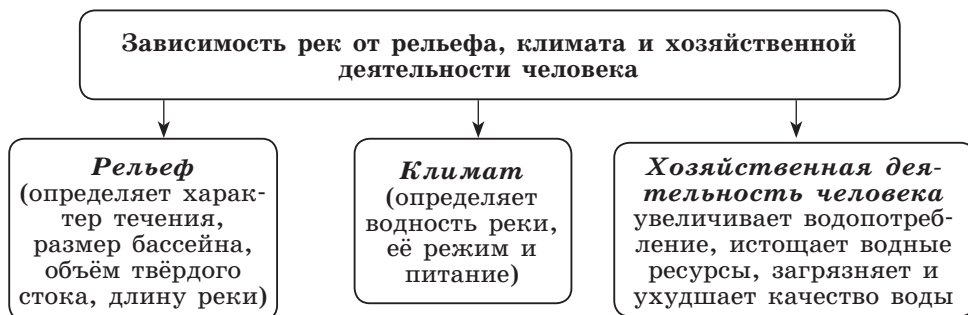 Зависимость рек от рельефа, климата и хозяйственной
деятельности человека
Рельеф
(определяет харак-
тер течения,
размер бассейна,
объём твёрдого
стока, длину реки)
Климат
(определяет
водность реки,
её режим и
питание)
Хозяйственная дея-
тельность человека
увеличивает водопотреб-
ление, истощает водные
ресурсы, загрязняет и
ухудшает качество воды